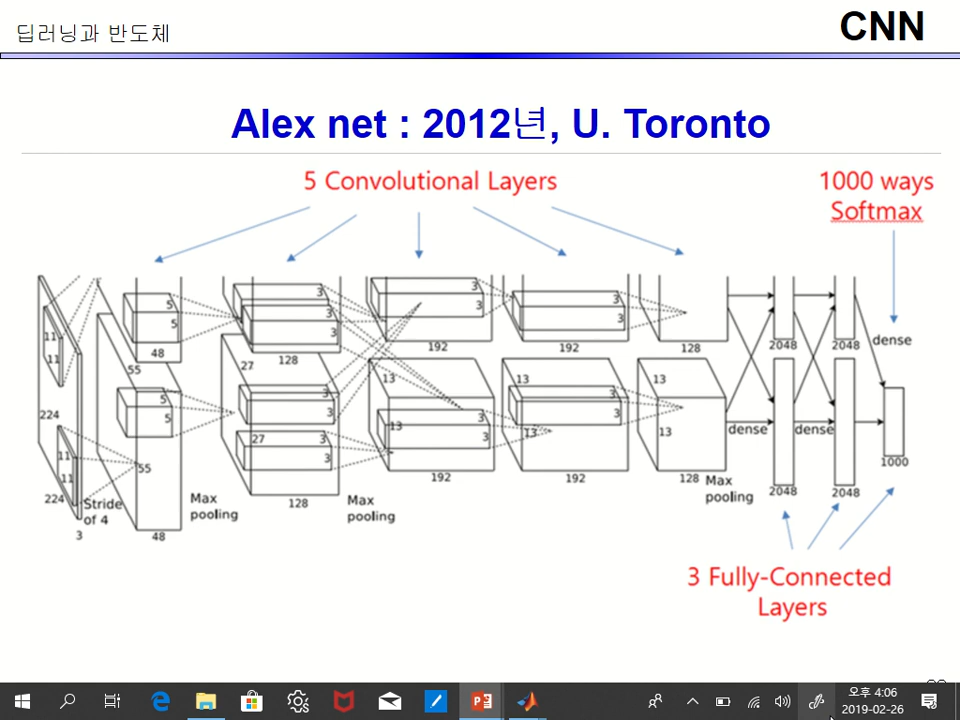 딥러닝과 반도체
CNN
Alex net : 2012년, U. Toronto
5 Convolutional Layers
1000 ways
Softmax
11
11
224
11
11
224
3
Stride
of 4
5
5
48
55
5
5
55
48
Max
pooling
3
3
3
128
27
3
3
27
3
3
128
Max
pooling
3
3
192
13
3
3
13
192
3
3
192
13
3
3
13
192
128
13
13
128
Max
pooling
2048
2048
dense
dense
dense
1000
2048
2048
3 Fully-Connected
Layers
오후 4:06
2019-02-26